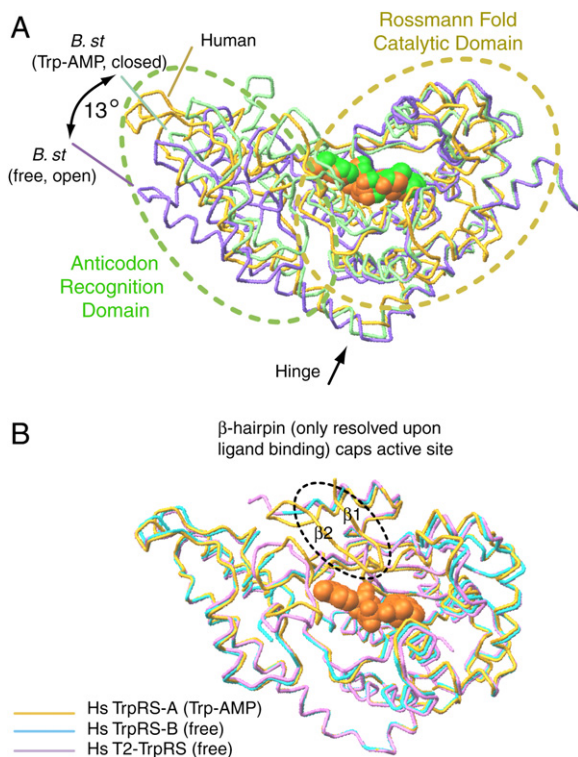 A
B. st
(Trp-AMP, closed)
Human
Rossmann Fold
Catalytic Domain
13°
B. st
(free, open)
Anticodon
Recognition
Domain
Hinge
B
β-hairpin (only resolved upon
ligand binding) caps active site
β1
β2
Hs TrpRS-A (Trp-AMP)
Hs TrpRS-B (free)
Hs T2-TrpRS (free)